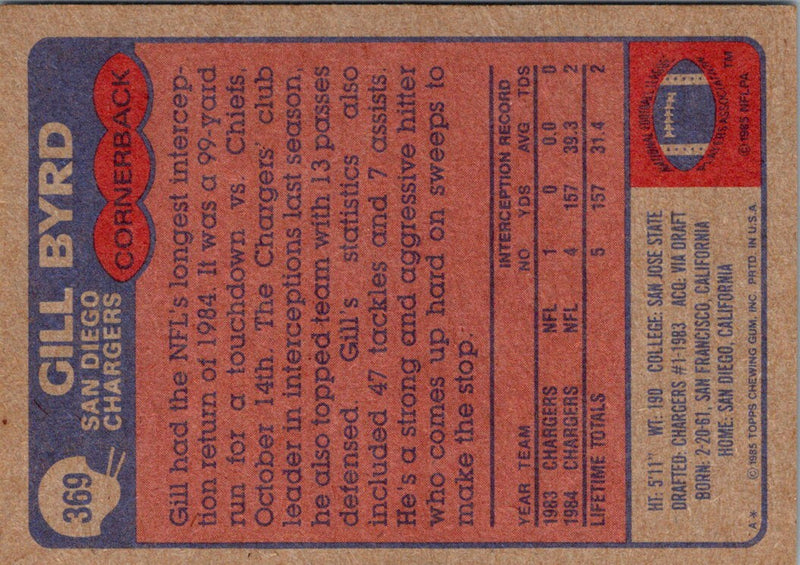 369
GILL BYRD
SAN DIEGO
CHARGERS
CORNERBACK
Gill had the NFL's longest intercep-
tion return of 1984. It was a 99-yard
run for a touchdown vs. Chiefs,
October 14th. The Chargers' club
leader in interceptions last season,
he also topped team with 13 passes
defensed. Gill's statistics also
included 47 tackles and 7 assists.
He's a strong and aggressive hitter
who comes up hard on sweeps to
make the stop.
INTERCEPTION RECORD
YEAR TEAM NO YDS AVG TDS
1983 CHARGERS NFL 1 0 0.0 0
1984 CHARGERS NFL 4 157 39.3 2
LIFETIME TOTALS 5 157 31.4 2
HT: 5'11" WT: 190 COLLEGE: SAN JOSE STATE
DRAFTED: CHARGERS #1-1983 ACQ: VIA DRAFT
BORN: 2-20-61, SAN FRANCISCO, CALIFORNIA
HOME: SAN DIEGO, CALIFORNIA
A* © 1985 TOPPS CHEWING GUM, INC. PRTD. IN U.S.A.
NATIONAL FOOTBALL LEAGUE
PLAYERS ASSOCIATION
TM
© 1985 NFLPA